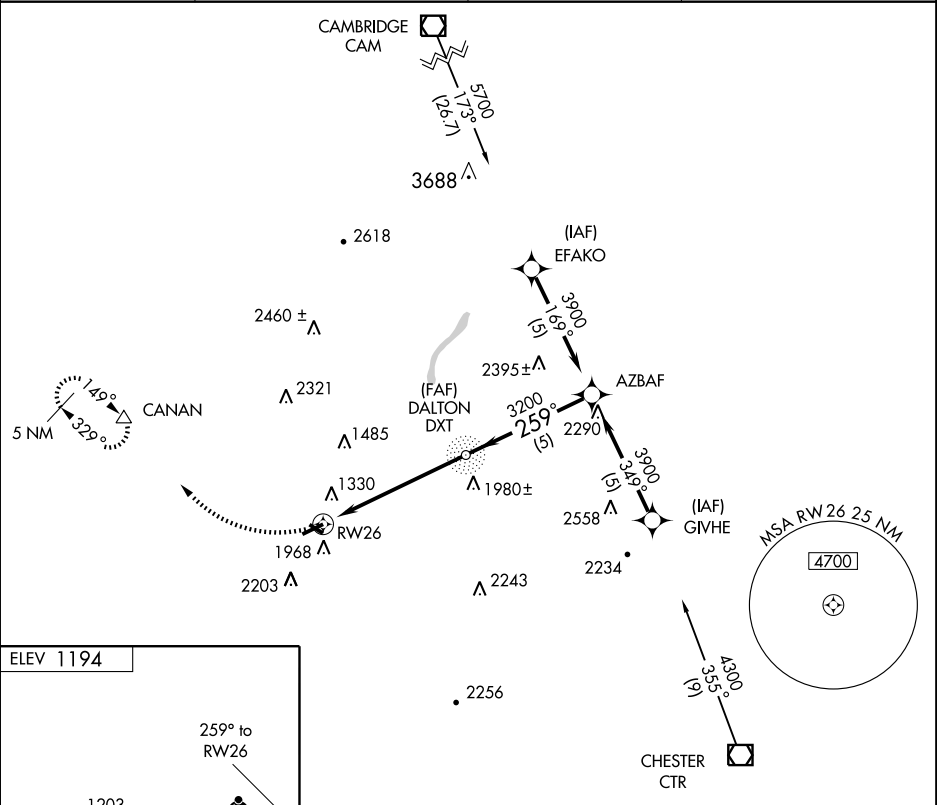 CAMBRIDGE
CAM
5700
173°
(26.7)
3688
2618
(IAF)
EFAKO
3900
169°
(5)
2460 ±
2395±
AZBAF
(FAF)
DALTON
DXT
3200
259°
(5)
2290
2321
149°
CANAN
5 NM
329°
1485
1330
1980±
3900
349°
(5)
2558
(IAF)
GIVHE
RW26
1968
2234
MSA RW 26 25 NM
4700
2203
2243
ELEV 1194
4300
355°
(9)
2256
259° to
RW26
CHESTER
CTR
1203